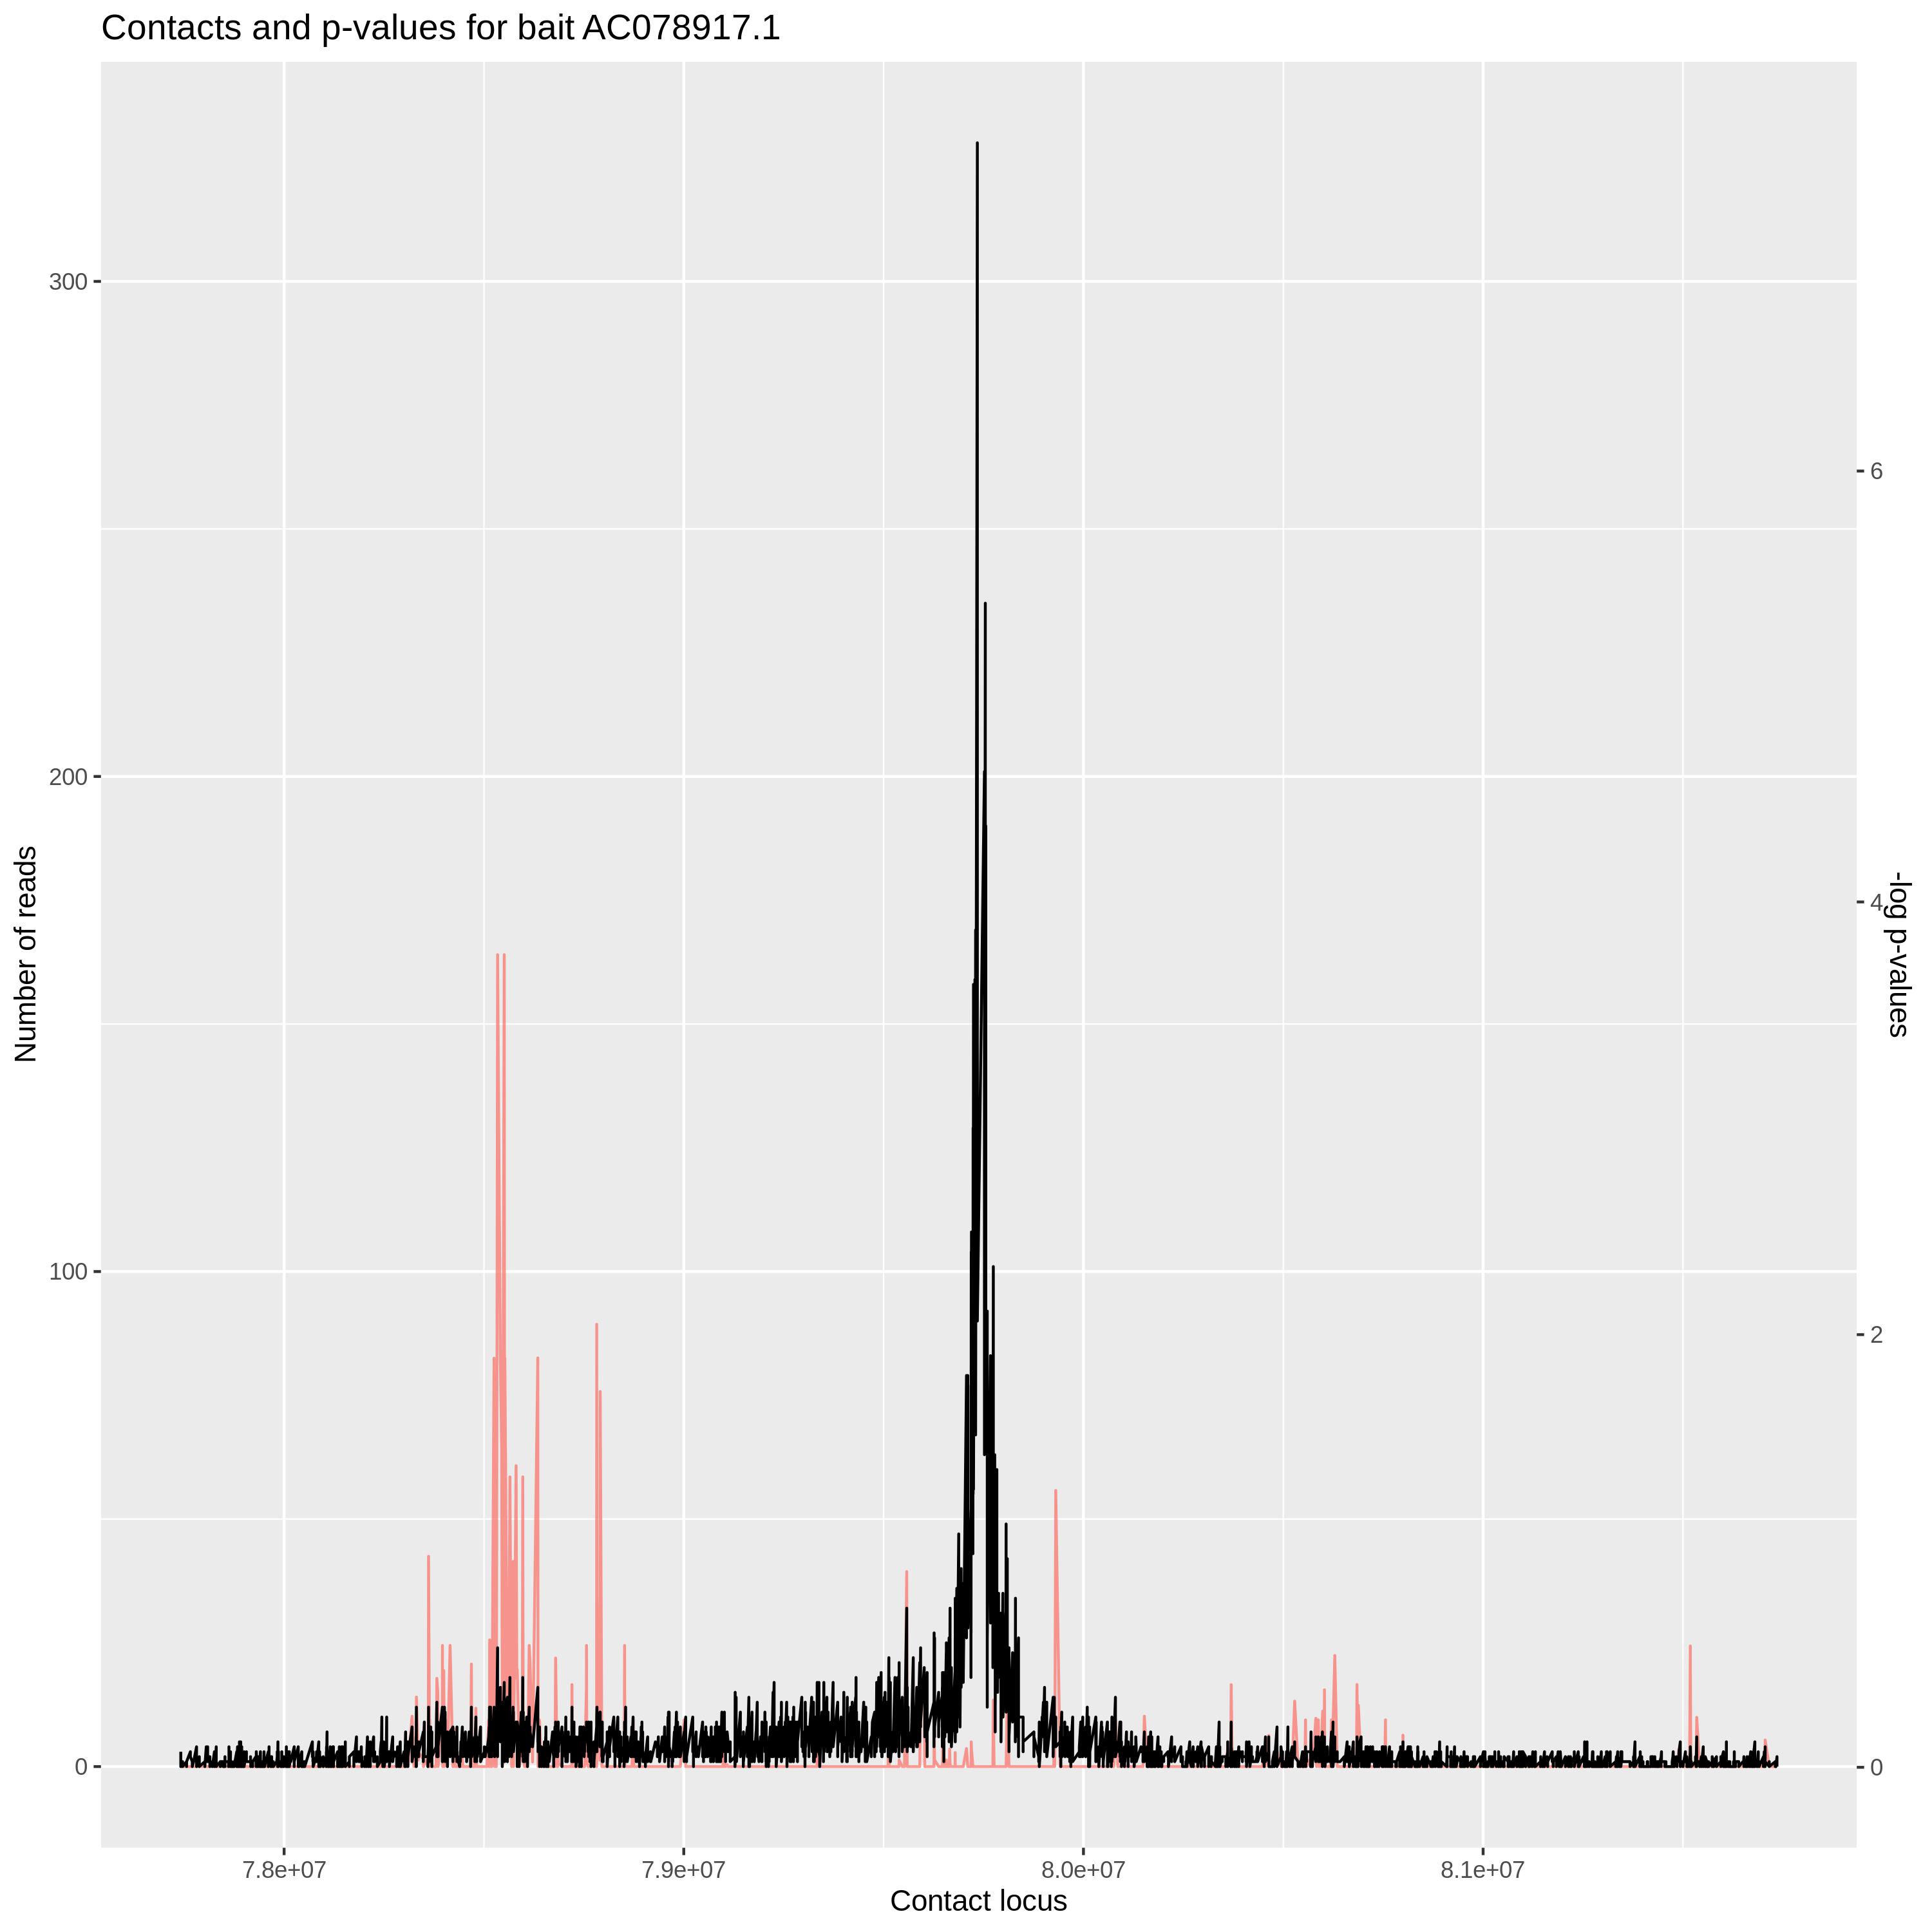 Contacts and p-values for bait AC078917.1
300
200
100
0
6
4
2
0
Number of reads
-log p-values
7.8e+07 7.9e+07 8.0e+07 8.1e+07
Contact locus